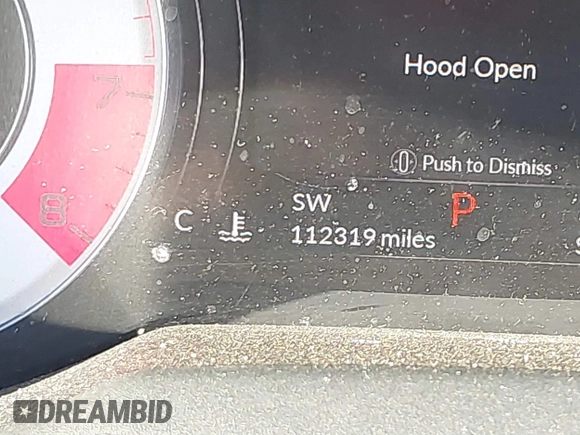 7
Hood Open
Push to Dismiss
8
C
SW
P
112319 miles
DREAMBID